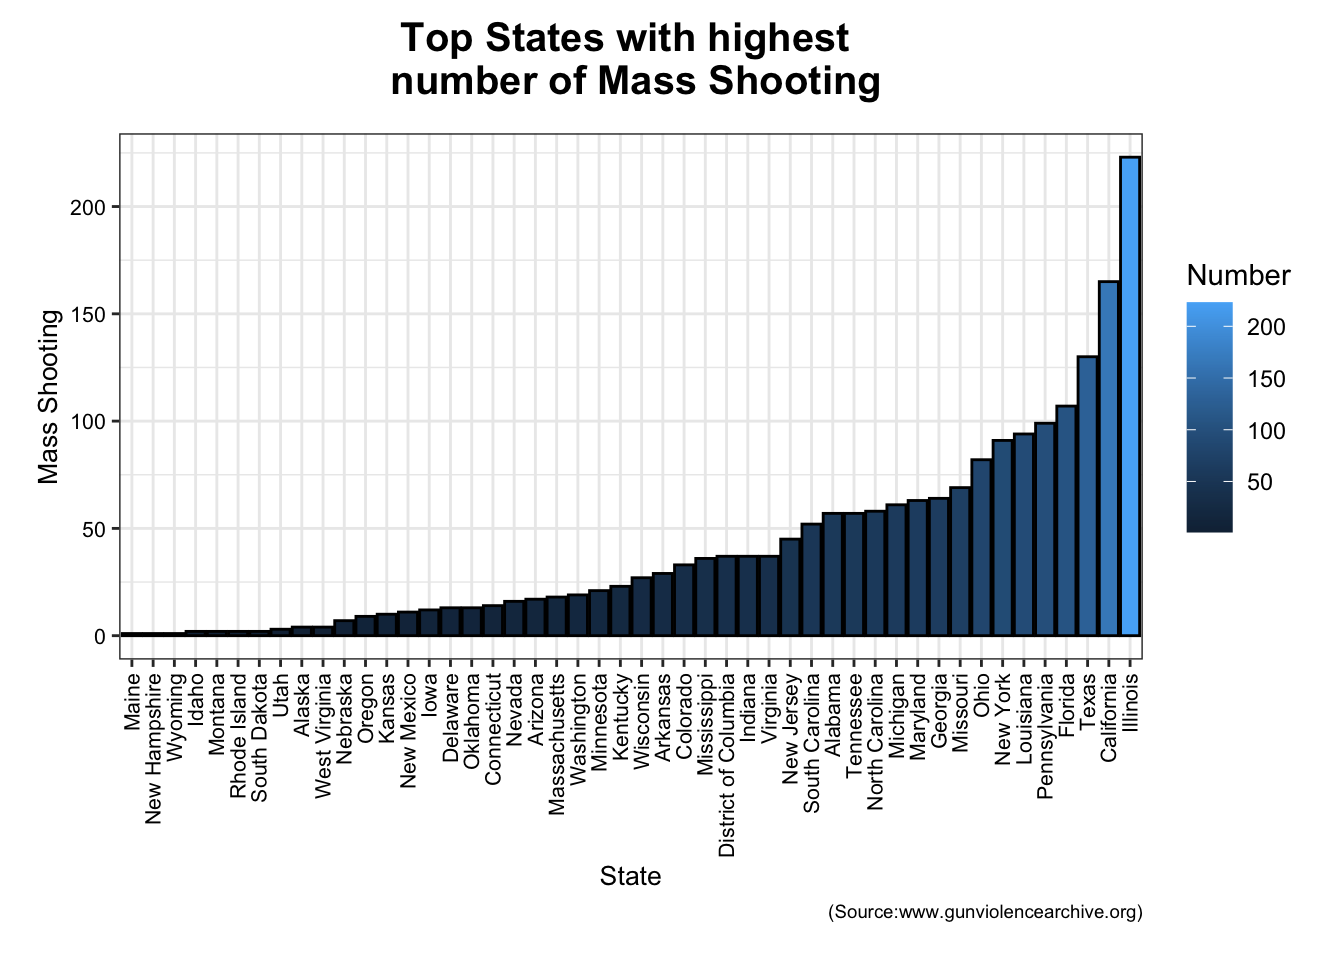 Top States with highest
number of Mass Shooting
Mass Shooting
200
150
100
50
0
Maine
New Hampshire
Wyoming
Idaho
Montana
Rhode Island
South Dakota
Utah
Alaska
West Virginia
Nebraska
Oregon
Kansas
New Mexico
Iowa
Delaware
Oklahoma
Connecticut
Nevada
Arizona
Massachusetts
Washington
Minnesota
Kentucky
Wisconsin
Arkansas
Colorado
Mississippi
District of Columbia
Indiana
Virginia
New Jersey
South Carolina
Alabama
Tennessee
North Carolina
Michigan
Maryland
Georgia
Missouri
Ohio
New York
Louisiana
Pennsylvania
Florida
Texas
California
Illinois
State
Number
200
150
100
50
(Source:www.gunviolencearchive.org)